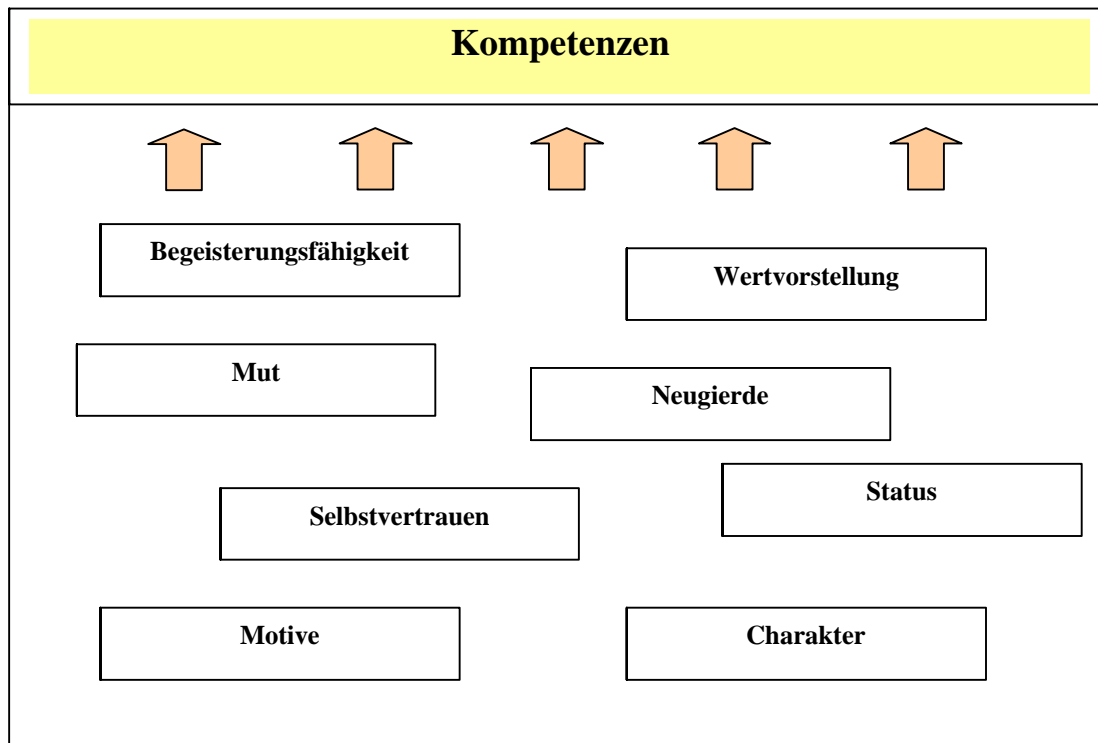 Kompetenzen
Begeisterungsfähigkeit
Wertvorstellung
Mut
Neugierde
Status
Selbstvertrauen
Motive
Charakter